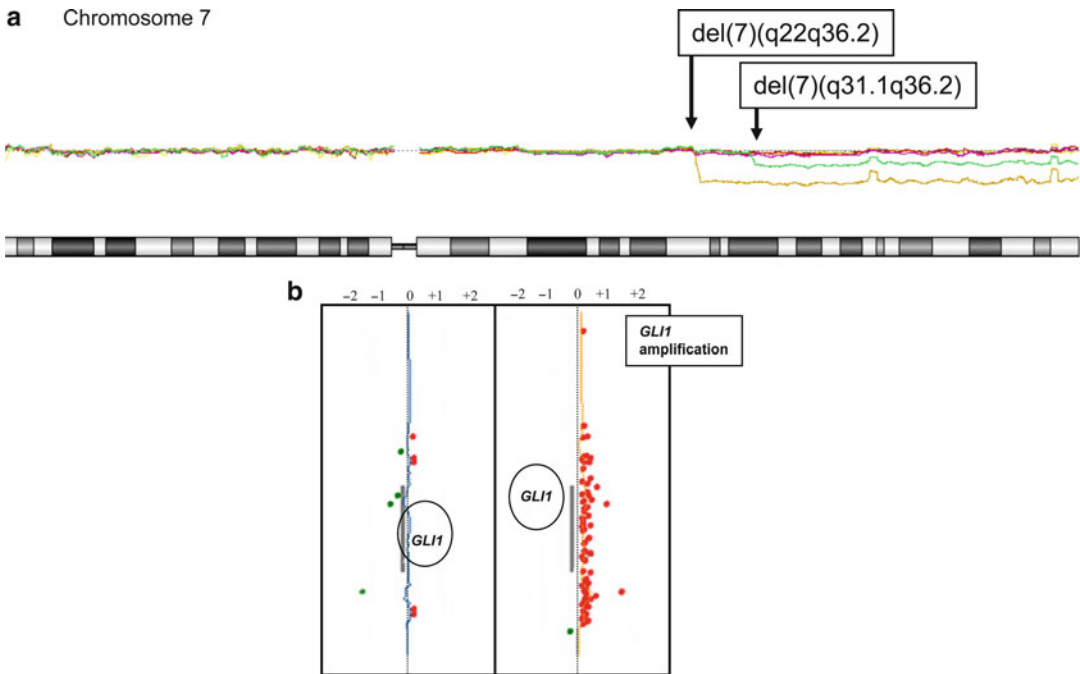 a Chromosome 7
del(7)(q22q36.2)
del(7)(q31.1q36.2)
b
–2 –1 0 +1 +2
–2 –1 0 +1 +2
GLI1
amplification
GLI1
GLI1